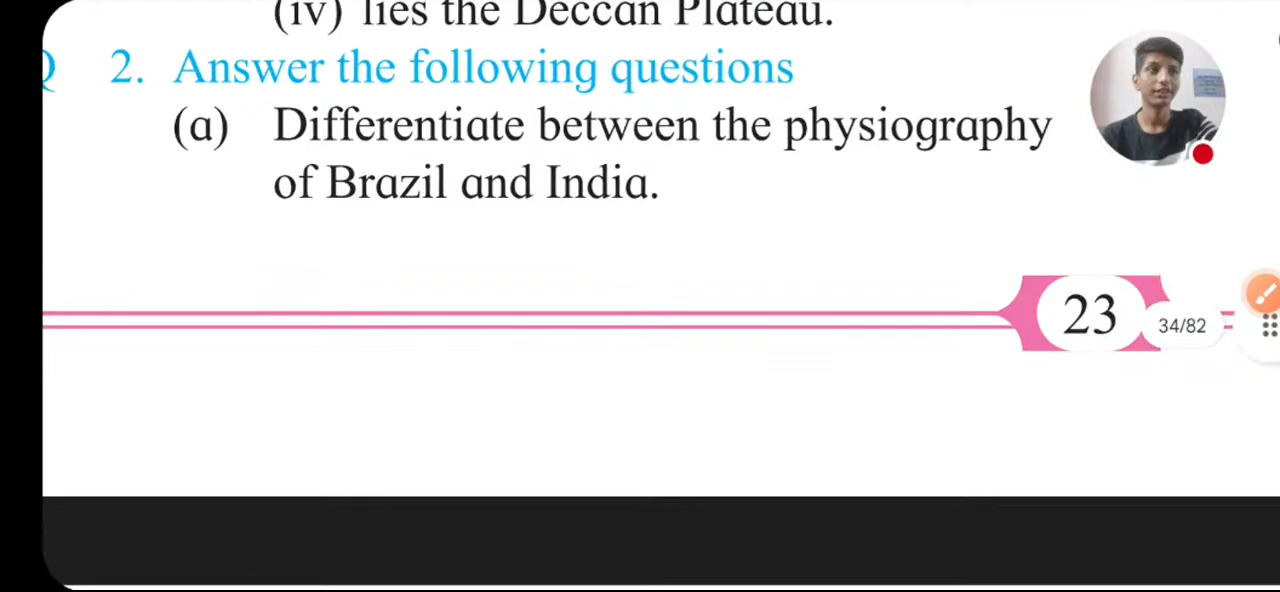 (iv) lies the Deccan Plateau.
2. Answer the following questions
(a) Differentiate between the physiography
of Brazil and India.
23
34/82